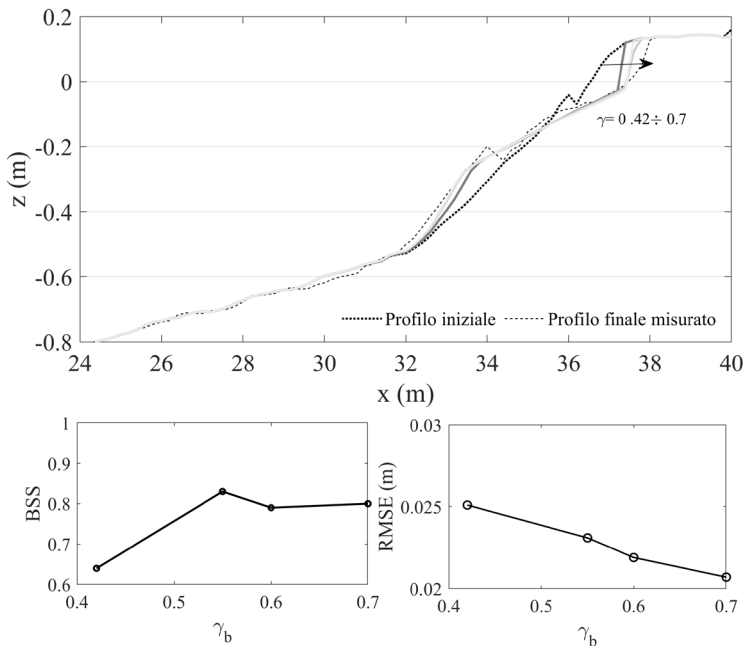 0.2
0
-0.2
-0.4
-0.6
-0.8
z (m)
γ= 0 .42÷ 0.7
Profilo iniziale
Profilo finale misurato
24 26 28 30 32 34 36 38 40
x (m)
1
0.9
0.8
0.7
0.6
BSS
0.4 0.5 0.6 0.7
γb
0.03
0.025
0.02
RMSE (m)
0.4 0.5 0.6 0.7
γb